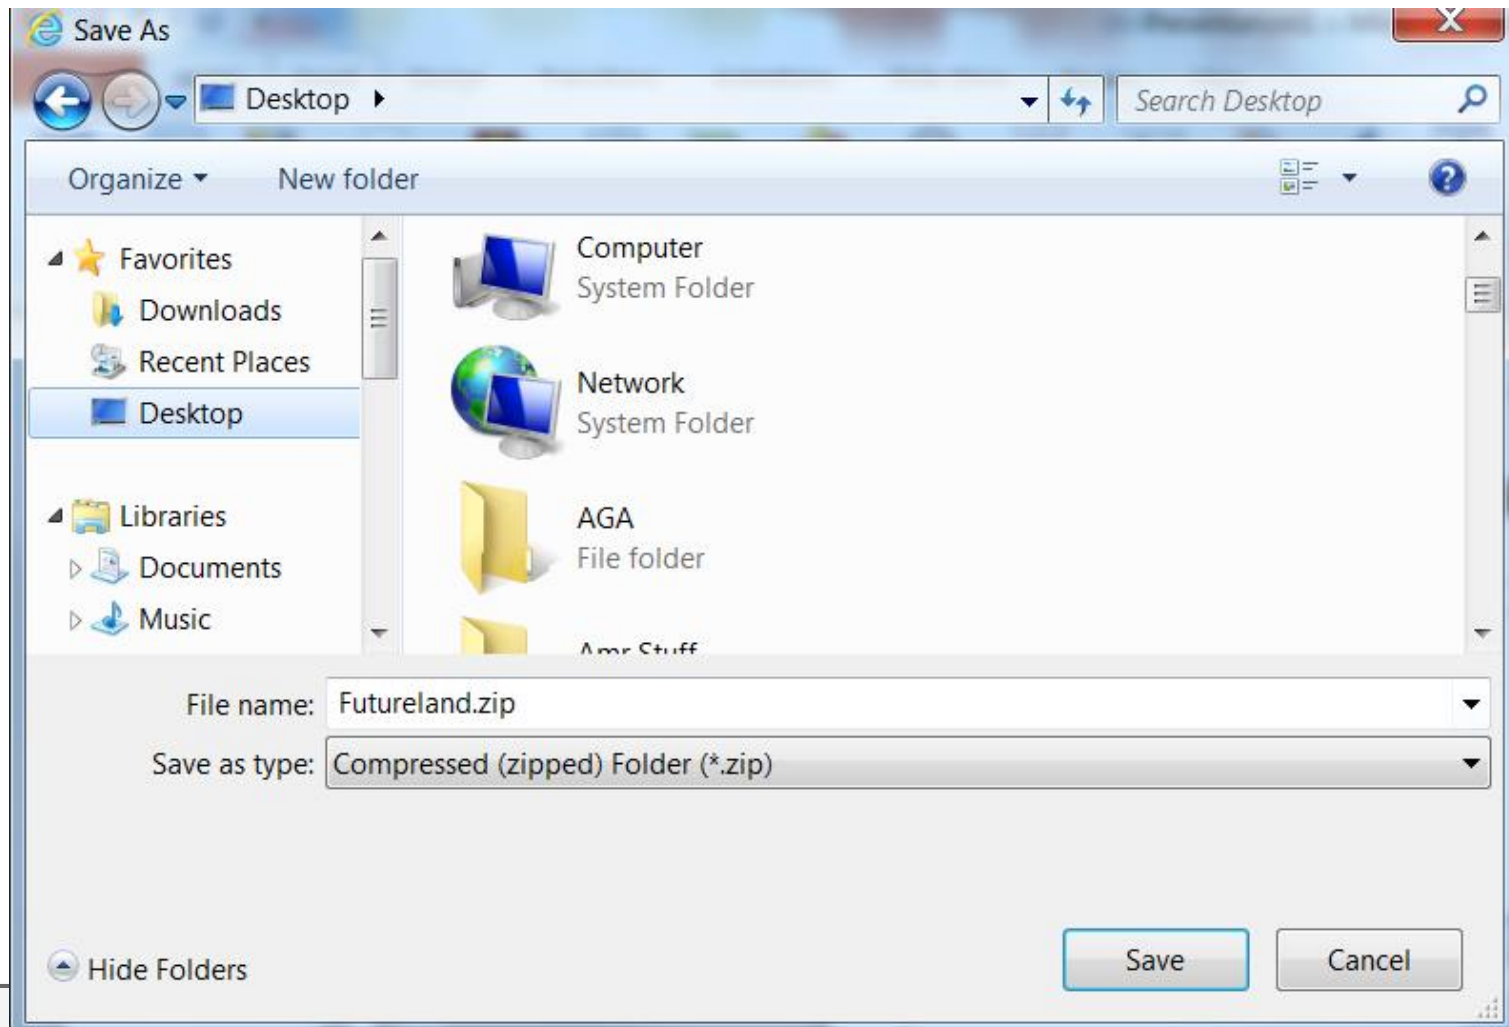 Save As
Desktop
Search Desktop
Organize
New folder
Favorites
Downloads
Recent Places
Desktop
Libraries
Documents
Music
Computer
System Folder
Network
System Folder
AGA
File folder
Amr Stuff
File name: Futureland.zip
Save as type: Compressed (zipped) Folder (*.zip)
Hide Folders
Save
Cancel